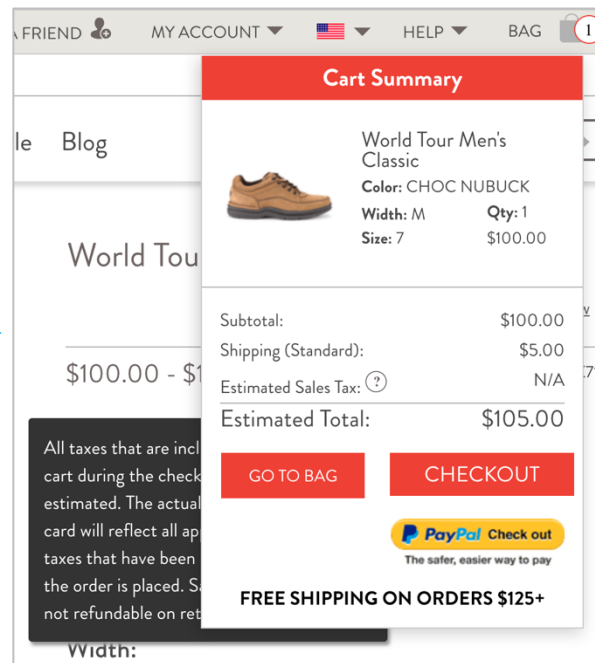 A FRIEND MY ACCOUNT HELP BAG 1
Cart Summary
le Blog
World Tour Men's
Classic
Color: CHOC NUBUCK
Width: M Qty: 1
Size: 7 $100.00
World Tou
Subtotal: $100.00
Shipping (Standard): $5.00
$100.00 - $1
Estimated Sales Tax: ? N/A
Estimated Total: $105.00
All taxes that are incl
cart during the check
estimated. The actual
card will reflect all ap
taxes that have been
the order is placed. Sa
not refundable on ret
GO TO BAG CHECKOUT
PayPal Check out
The safer, easier way to pay
FREE SHIPPING ON ORDERS $125+
Width: